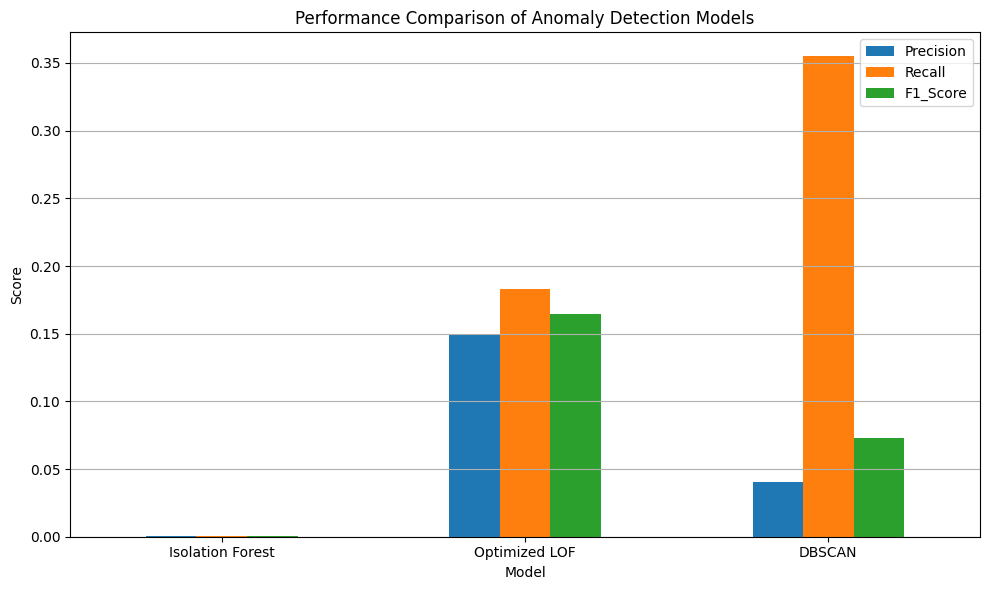 Performance Comparison of Anomaly Detection Models
Precision
Recall
F1_Score
Score
0.35
0.30
0.25
0.20
0.15
0.10
0.05
0.00
Isolation Forest
Optimized LOF
DBSCAN
Model